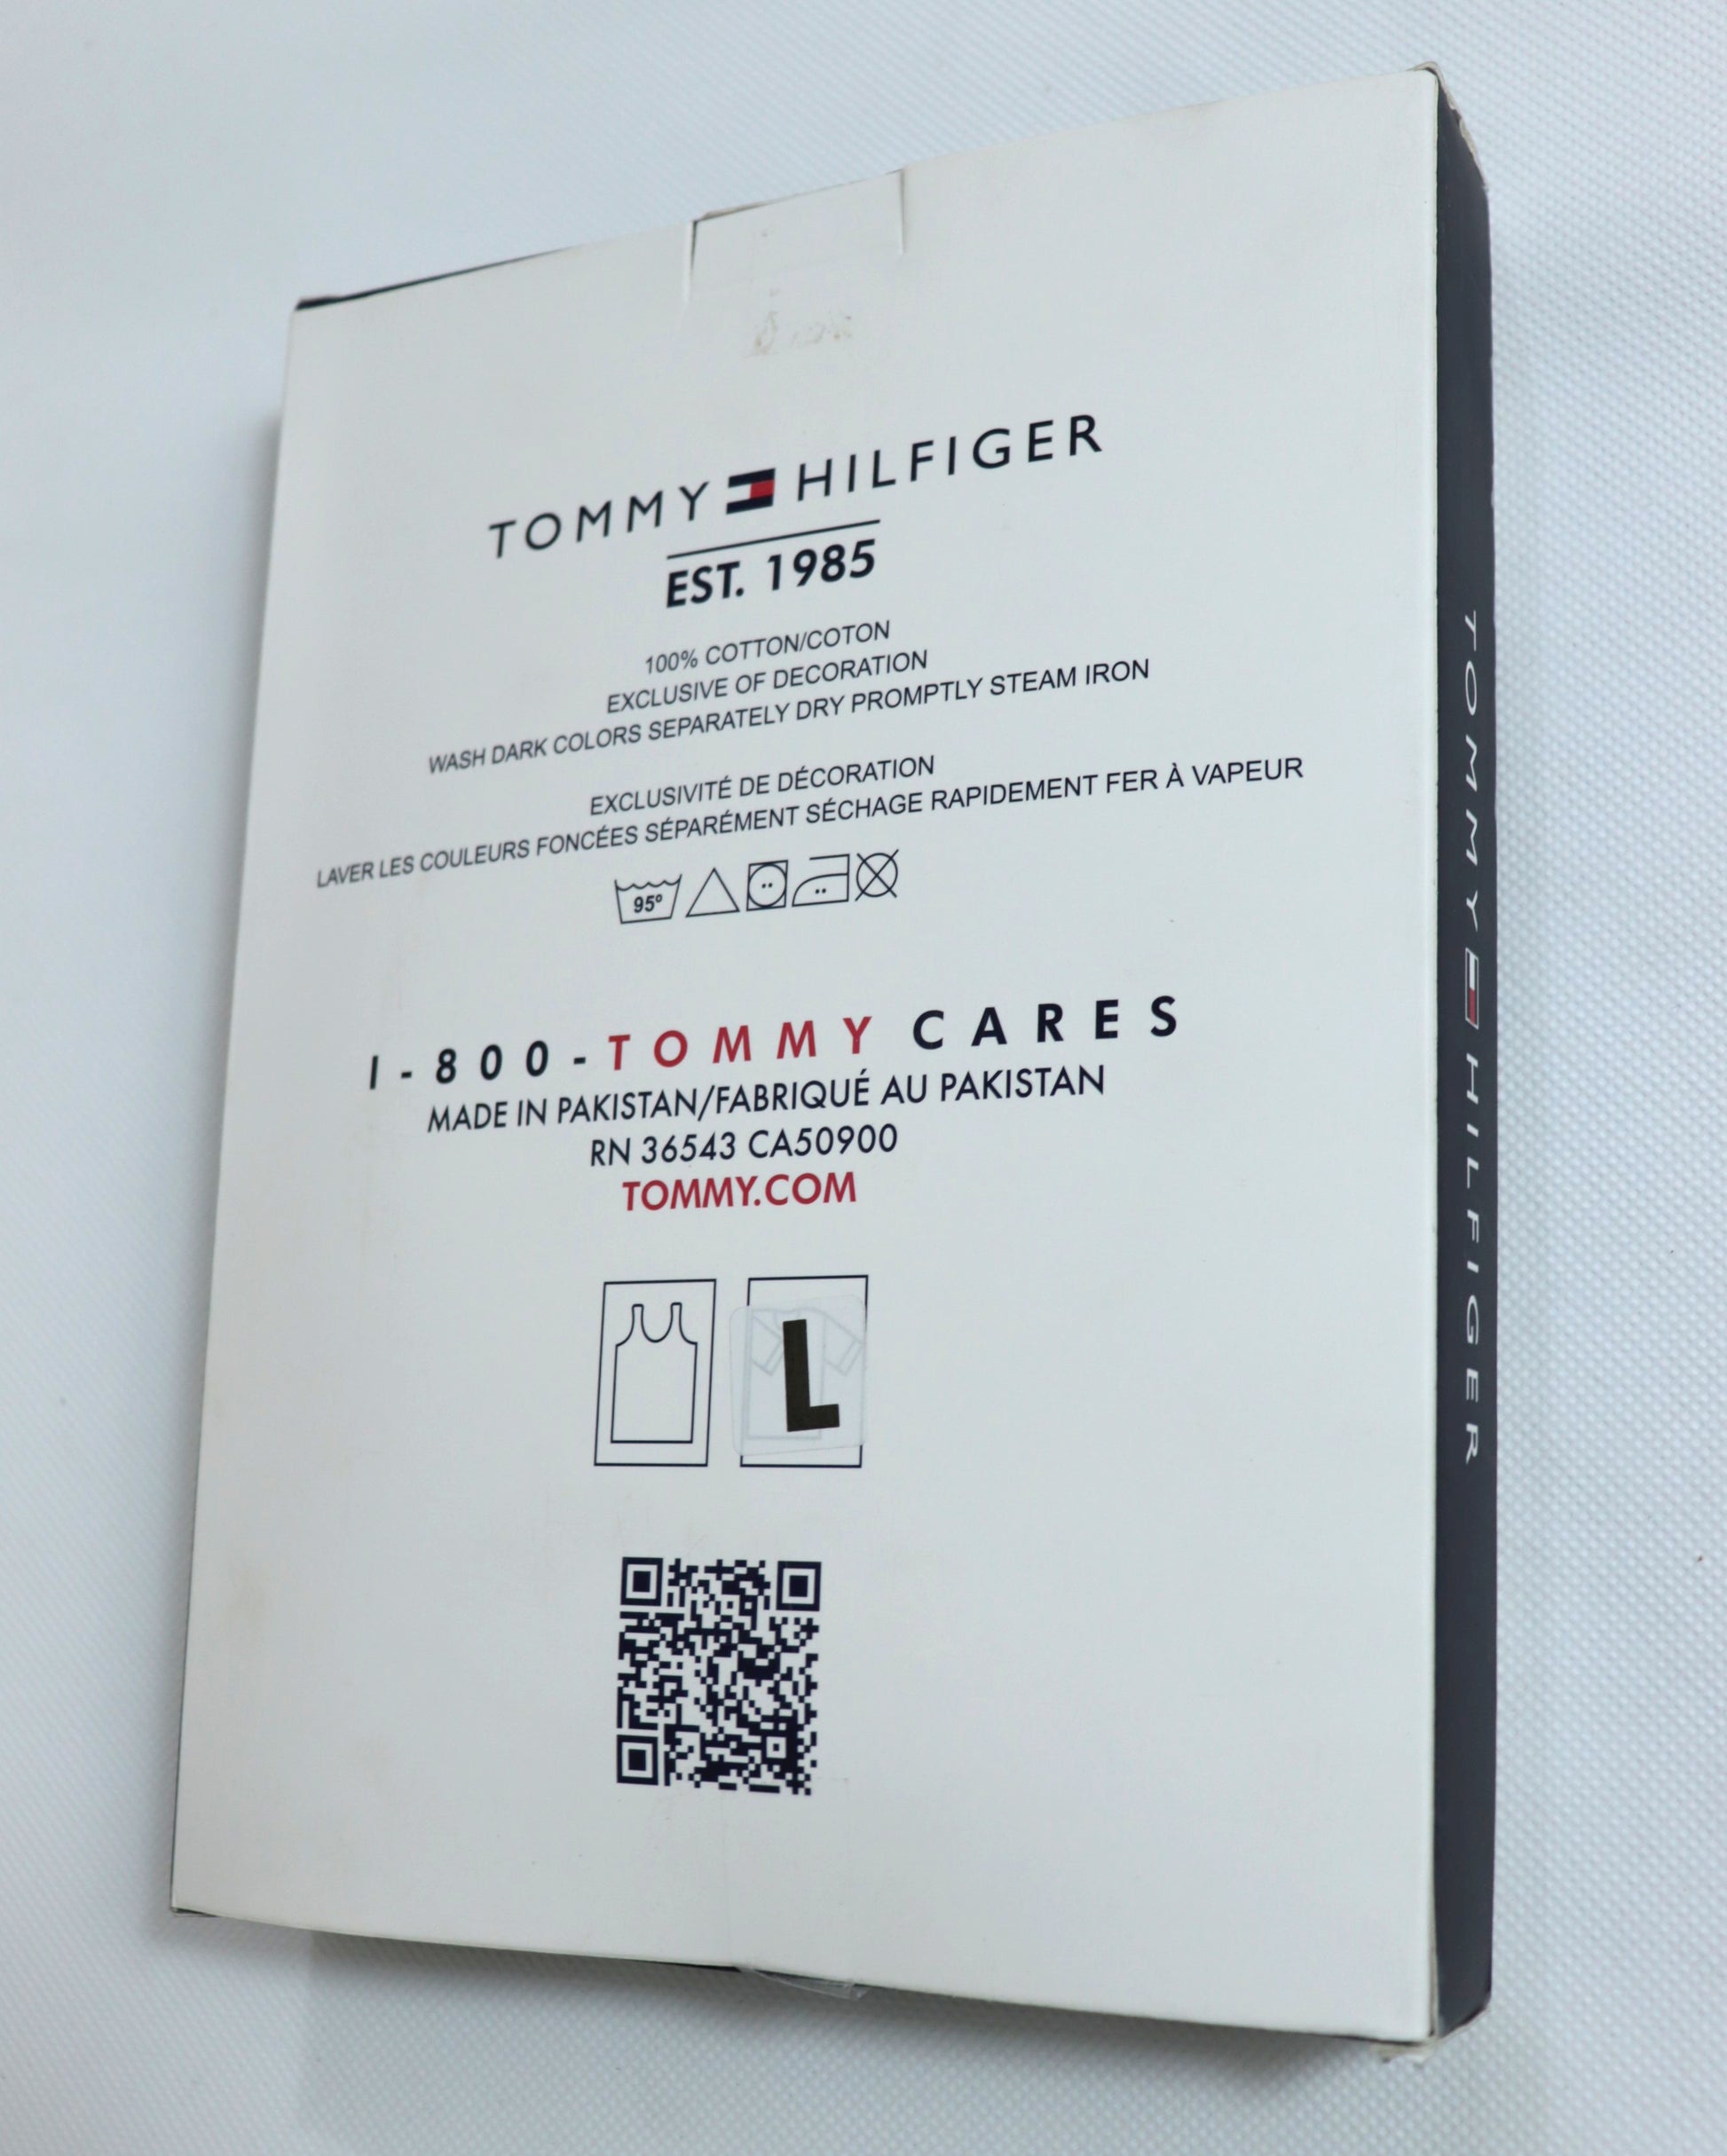 TOMMY HILFIGER
EST. 1985
100% COTTON/COTON
EXCLUSIVE OF DECORATION
WASH DARK COLORS SEPARATELY DRY PROMPTLY STEAM IRON
EXCLUSIVITÉ DE DÉCORATION
LAVER LES COULEURS FONCÉES SÉPARÉMENT SÉCHAGE RAPIDEMENT FER À VAPEUR
95°
1-800-TOMMY CARES
MADE IN PAKISTAN/FABRIQUÉ AU PAKISTAN
RN 36543 CA50900
TOMMY.COM
L
TOMMY HILFIGER